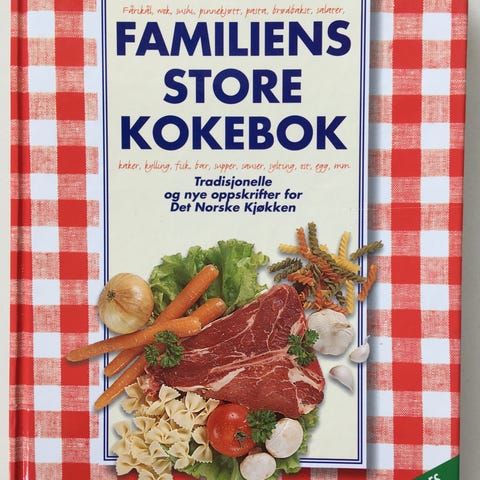 Fårikål, wok, sushi, pinnekjøtt, pasta, brødbakst, salater,
FAMILIENS
STORE
KOKEBOK
kaker, kylling, fisk, bær, supper, sauser, sylting, ost, egg, mm
Tradisjonelle
og nye oppskrifter for
Det Norske Kjøkken